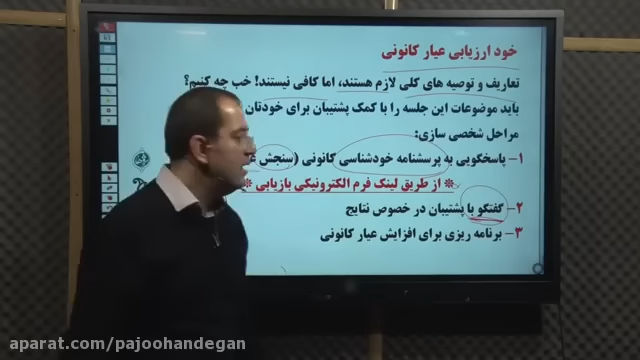 خود ارزیابی عیار کانونی
تعاریف و توصیه های کلی لازم هستند، اما کافی نیستند! خب چه کنیم؟
باید موضوعات این جلسه را با کمک پشتیبان برای خودتان
مراحل شخصی سازی:
۱- پاسخگویی به پرسشنامه خودشناسی کانونی (سنجش
* از طریق لینک فرم الکترونیکی بازیابی *
۲- گفتگو با پشتیبان در خصوص نتایج
۳- برنامه ریزی برای افزایش عیار کانونی
aparat.com/pajoohandegan